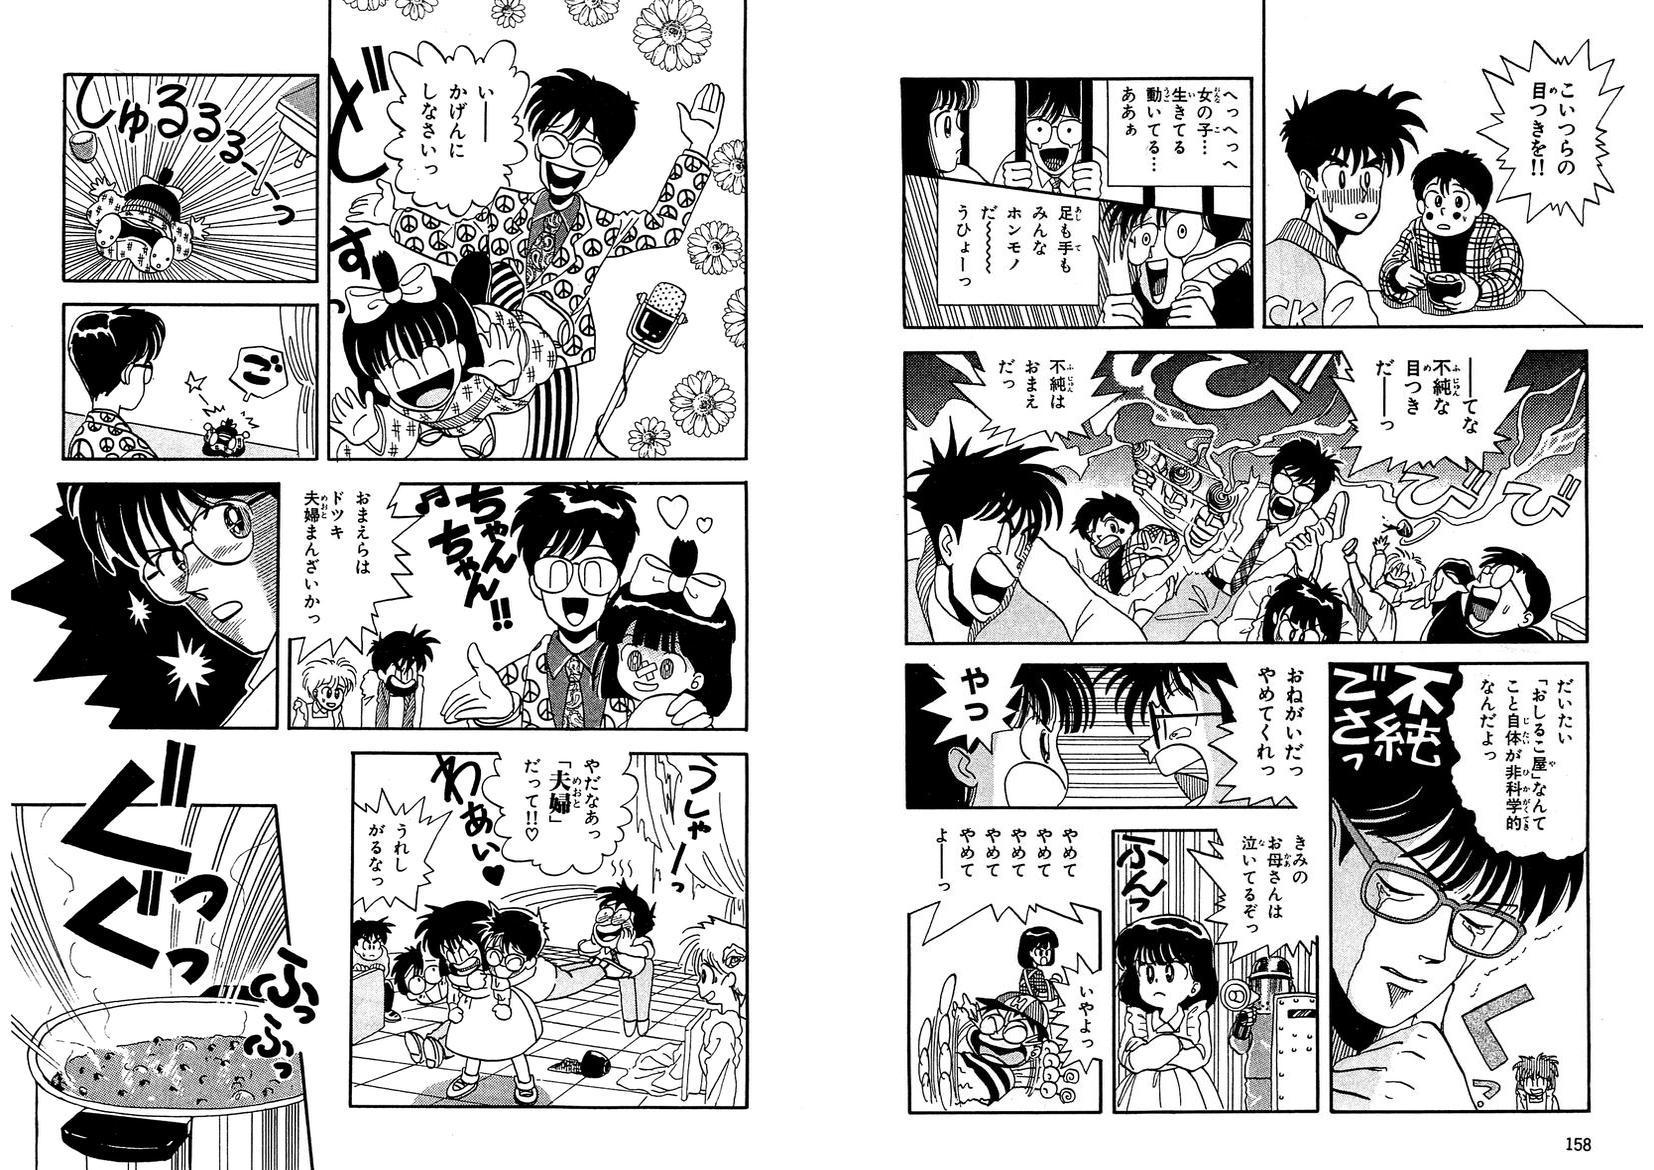 こいつらの
目つきを!!
へっへっへ
女の子…
生きてる
動いてる…
ああぁ
足も手も
みんな
ホンモノ
だ～～～
うひょーっ
CK
――てな
不純な
目つき
だ――っ
びびび
不純は
おまえ
だっ
だいたい
「おしるこ屋」なんて
こと自体が非科学的
なんだよっ
不純
でさっ
くっ
おねがいだっ
やめてくれっ
やっ
きみの
お母さんは
泣いてるぞっ
ふんっ
やめて
やめて
やめて
やめて
やめて
よーっ
いやよっ
158
い――
かげんに
しなさいっ
どすっ
しゅるるる～～っ
ご
ちゃん
ちゃん!!
♪
おまえらは
ドツキ
夫婦まんざいかっ
うしゃーっ
やだなあっ
「夫婦」
だって!!♡
わあい♥
うれし
がるなっ
ぐっ
ぐっ
ふっ
ふっ